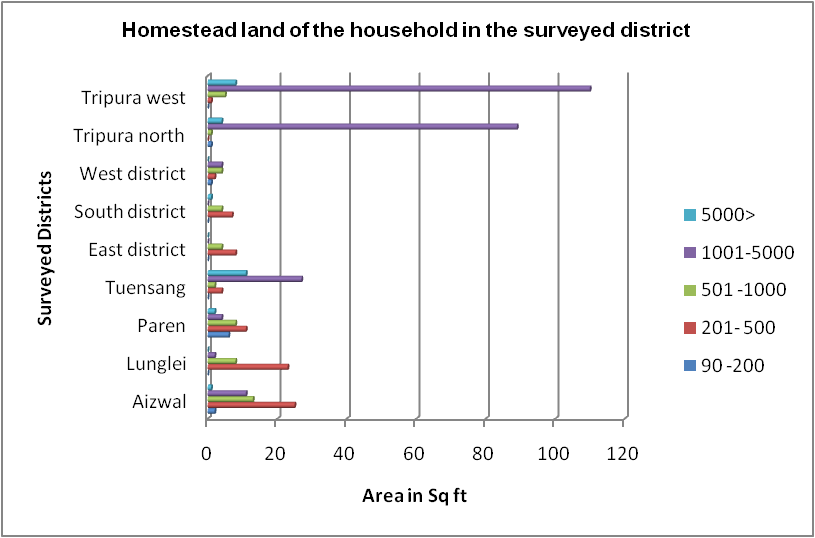 Homestead land of the household in the surveyed district
Surveyed Districts
Tripura west
Tripura north
West district
South district
East district
Tuensang
Paren
Lunglei
Aizwal
0 20 40 60 80 100 120
Area in Sq ft
5000>
1001-5000
501 -1000
201- 500
90 -200